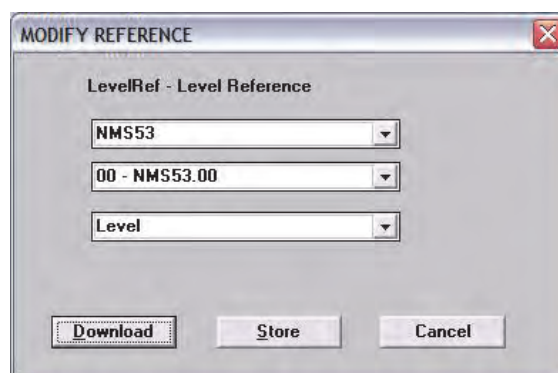 MODIFY REFERENCE
LevelRef - Level Reference
NMS53
00 - NMS53.00
Level
Download Store Cancel